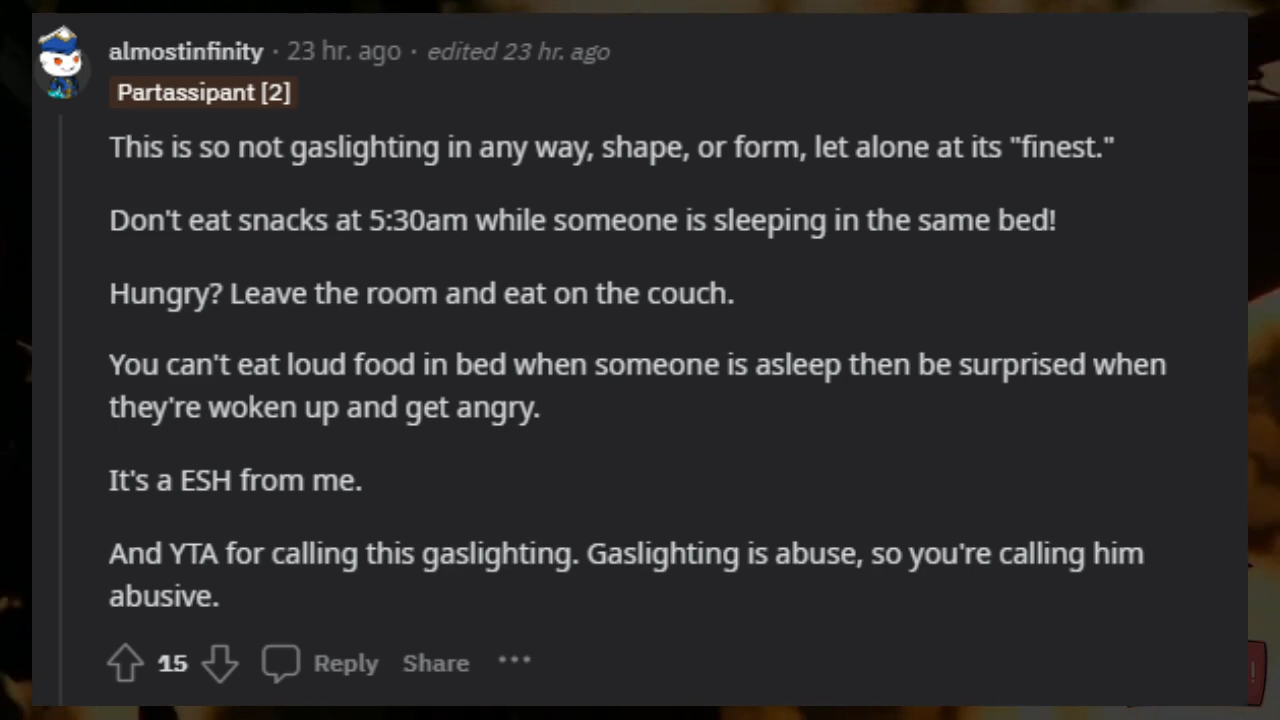 almostinfinity · 23 hr. ago · edited 23 hr. ago
Partassipant [2]
This is so not gaslighting in any way, shape, or form, let alone at its "finest."
Don't eat snacks at 5:30am while someone is sleeping in the same bed!
Hungry? Leave the room and eat on the couch.
You can't eat loud food in bed when someone is asleep then be surprised when
they're woken up and get angry.
It's a ESH from me.
And YTA for calling this gaslighting. Gaslighting is abuse, so you're calling him
abusive.
15 Reply Share ···
!